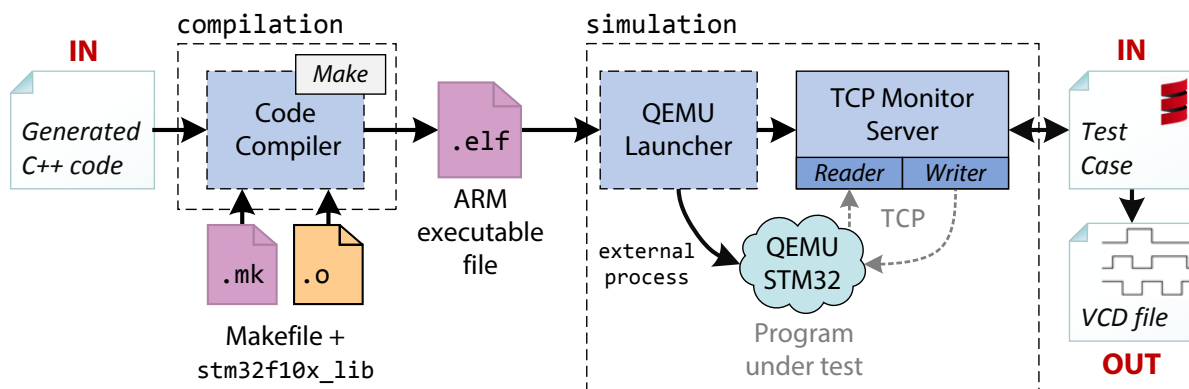 compilation
simulation
IN
Generated
C++ code
Make
Code
Compiler
.mk
.o
Makefile +
stm32f10x_lib
.elf
ARM
executable
file
QEMU
Launcher
external
process
TCP Monitor
Server
Reader
Writer
TCP
QEMU
STM32
Program
under test
IN
Test
Case
VCD file
OUT